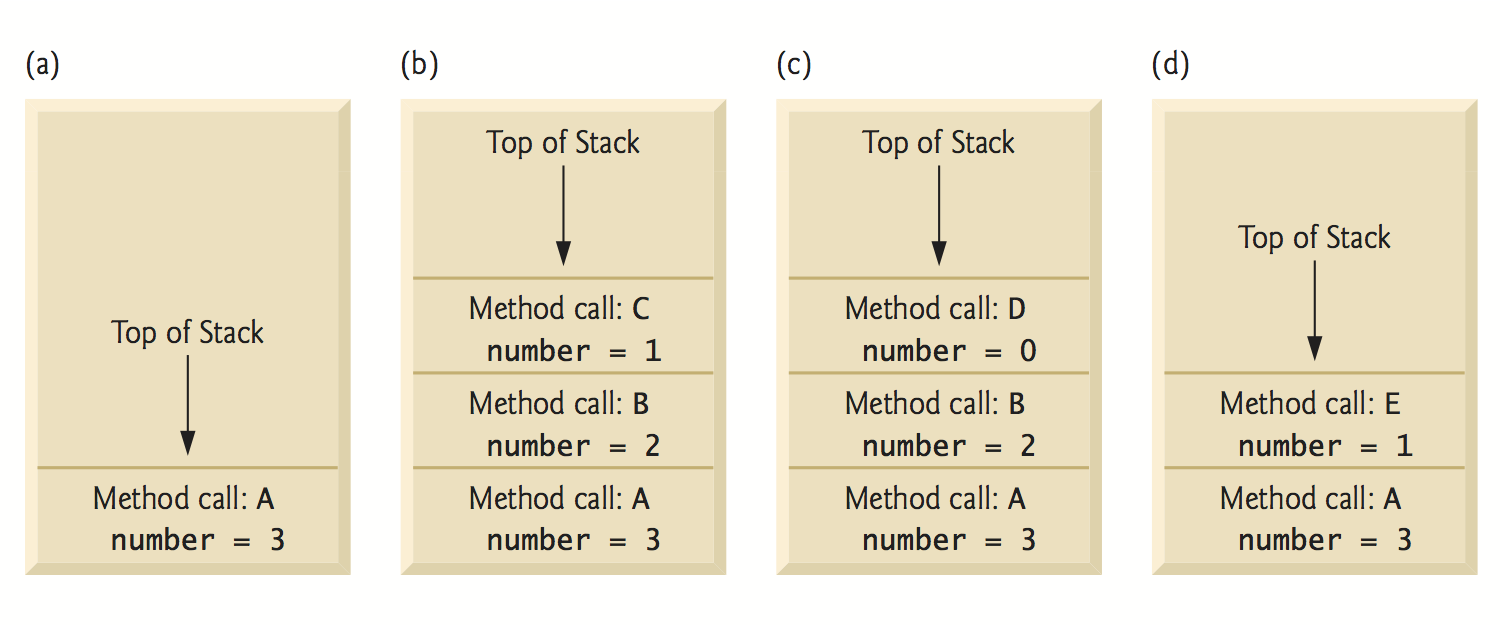 (a)
Top of Stack
Method call: A
number = 3
(b)
Top of Stack
Method call: C
number = 1
Method call: B
number = 2
Method call: A
number = 3
(c)
Top of Stack
Method call: D
number = 0
Method call: B
number = 2
Method call: A
number = 3
(d)
Top of Stack
Method call: E
number = 1
Method call: A
number = 3